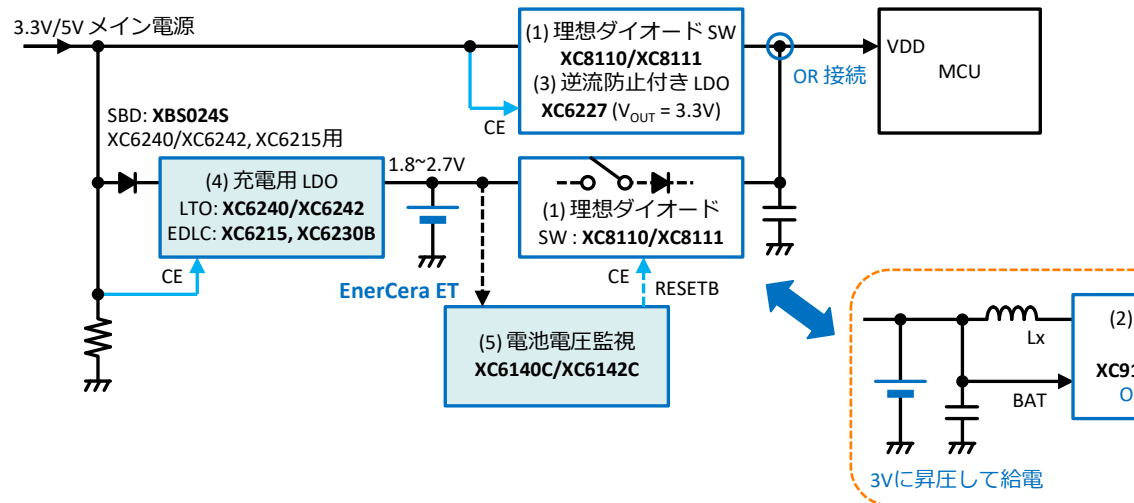 3.3V/5V メイン電源
(1) 理想ダイオード SW
XC8110/XC8111
(3) 逆流防止付き LDO
XC6227 (VOUT = 3.3V)
CE
OR 接続
VDD
MCU
SBD: XBS024S
XC6240/XC6242, XC6215用
(4) 充電用 LDO
LTO: XC6240/XC6242
EDLC: XC6215, XC6230B
CE
1.8~2.7V
EnerCera ET
(1) 理想ダイオード
SW : XC8110/XC8111
CE
RESETB
(5) 電池電圧監視
XC6140C/XC6142C
Lx
(2)
XC91
O
BAT
3Vに昇圧して給電